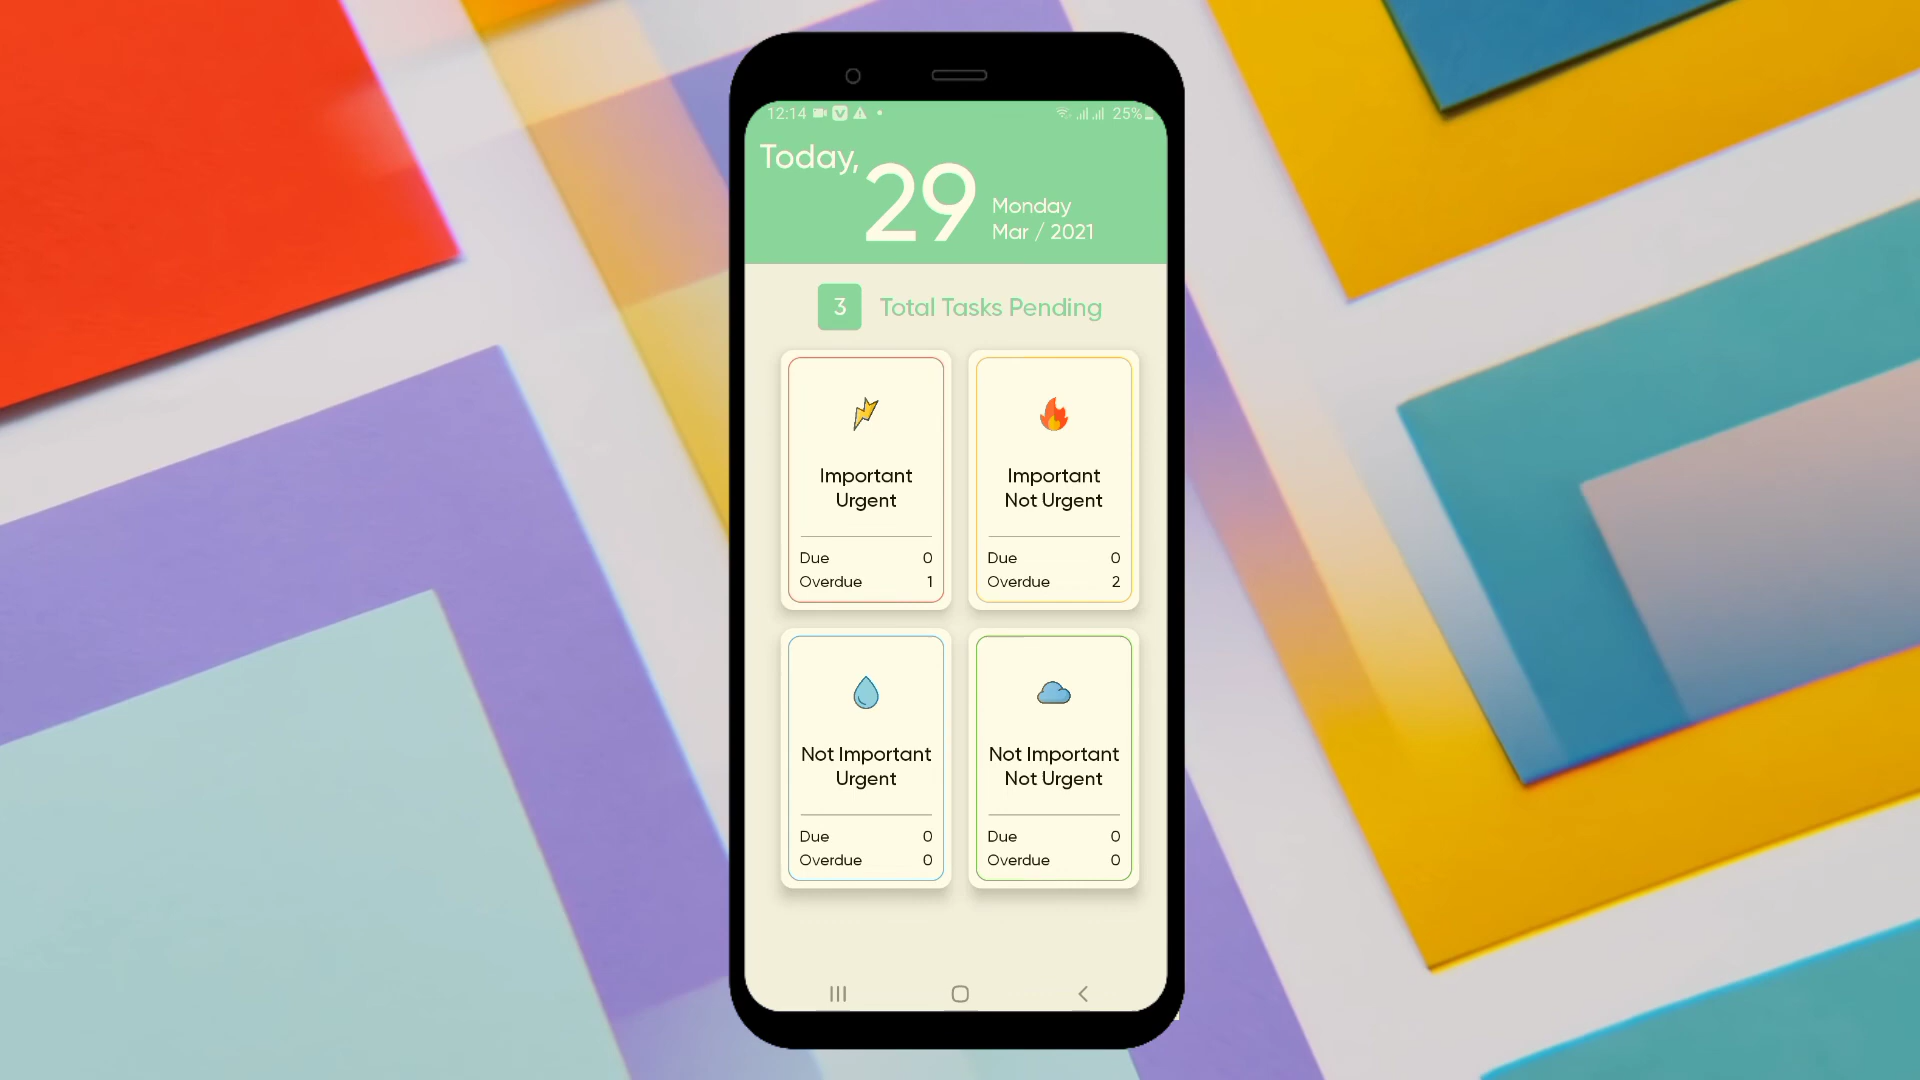 12:14 25%
Today,
29
Monday
Mar / 2021
3 Total Tasks Pending
Important
Urgent
Due 0
Overdue 1
Important
Not Urgent
Due 0
Overdue 2
Not Important
Urgent
Due 0
Overdue 0
Not Important
Not Urgent
Due 0
Overdue 0